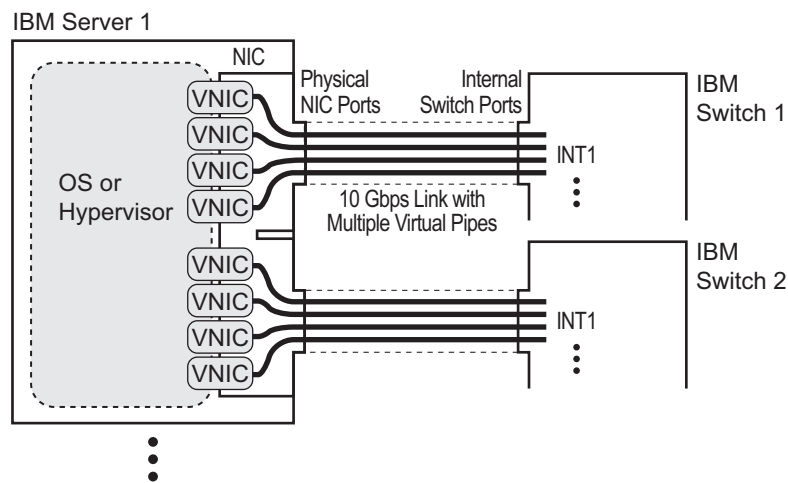 IBM Server 1
NIC
Physical
NIC Ports
Internal
Switch Ports
IBM
Switch 1
VNIC
VNIC
VNIC
VNIC
INT1
OS or
Hypervisor
10 Gbps Link with
Multiple Virtual Pipes
IBM
Switch 2
VNIC
VNIC
VNIC
VNIC
INT1